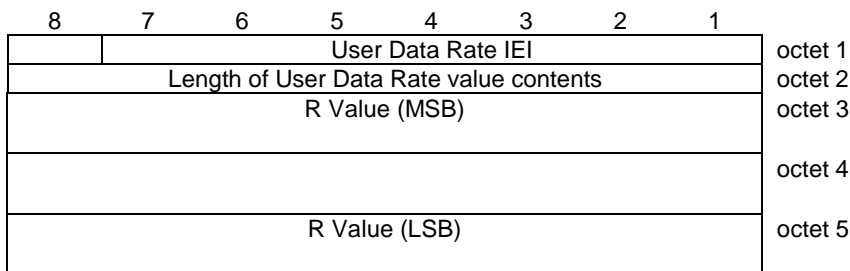 8 7 6 5 4 3 2 1
User Data Rate IEI octet 1
Length of User Data Rate value contents octet 2
R Value (MSB) octet 3
octet 4
R Value (LSB) octet 5